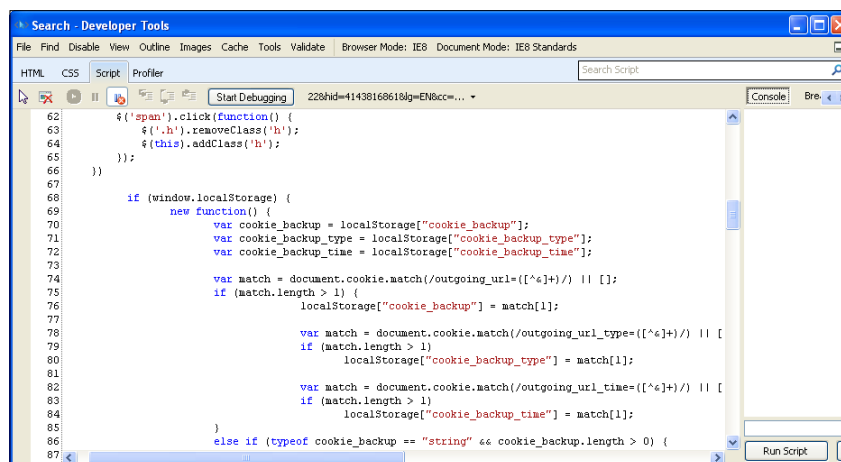 Search - Developer Tools
File Find Disable View Outline Images Cache Tools Validate Browser Mode: IE8 Document Mode: IE8 Standards
HTML CSS Script Profiler Search Script
Start Debugging 22&hid=4143816861&lg=EN&cc=... Console Bre
62 $('span').click(function() {
63 $('.h').removeClass('h');
64 $(this).addClass('h');
65 });
66 })
67
68 if (window.localStorage) {
69 new function() {
70 var cookie_backup = localStorage["cookie_backup"];
71 var cookie_backup_type = localStorage["cookie_backup_type"];
72 var cookie_backup_time = localStorage["cookie_backup_time"];
73
74 var match = document.cookie.match(/outgoing_url=([^&]+)/) || [];
75 if (match.length > 1) {
76 localStorage["cookie_backup"] = match[1];
77
78 var match = document.cookie.match(/outgoing_url_type=([^&]+)/) || [
79 if (match.length > 1)
80 localStorage["cookie_backup_type"] = match[1];
81
82 var match = document.cookie.match(/outgoing_url_time=([^&]+)/) || [
83 if (match.length > 1)
84 localStorage["cookie_backup_time"] = match[1];
85 }
86 else if (typeof cookie_backup == "string" && cookie_backup.length > 0) {
87
Run Script